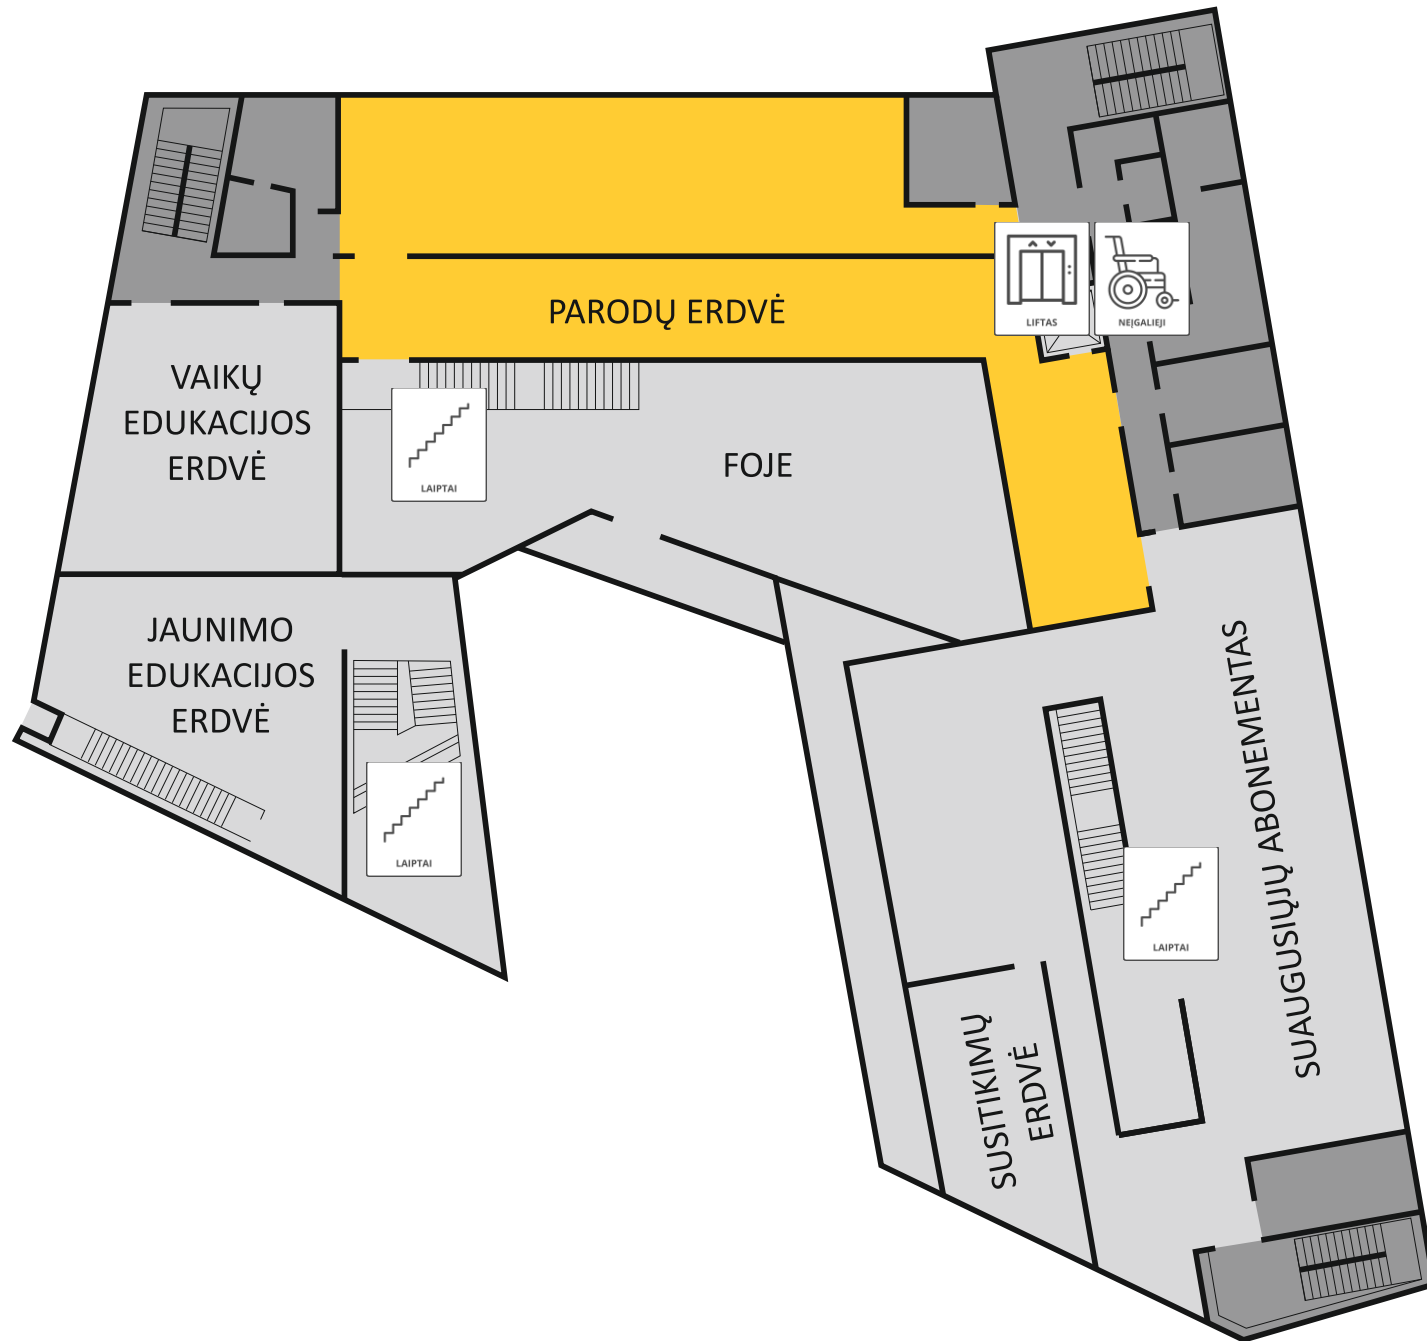 PARODŲ ERDVĖ
LIFTAS
NEĮGALIEJI
VAIKŲ
EDUKACIJOS
ERDVĖ
LAIPTAI
FOJE
JAUNIMO
EDUKACIJOS
ERDVĖ
LAIPTAI
SUAUGUSIŲJŲ ABONEMENTAS
LAIPTAI
SUSITIKIMŲ
ERDVĖ